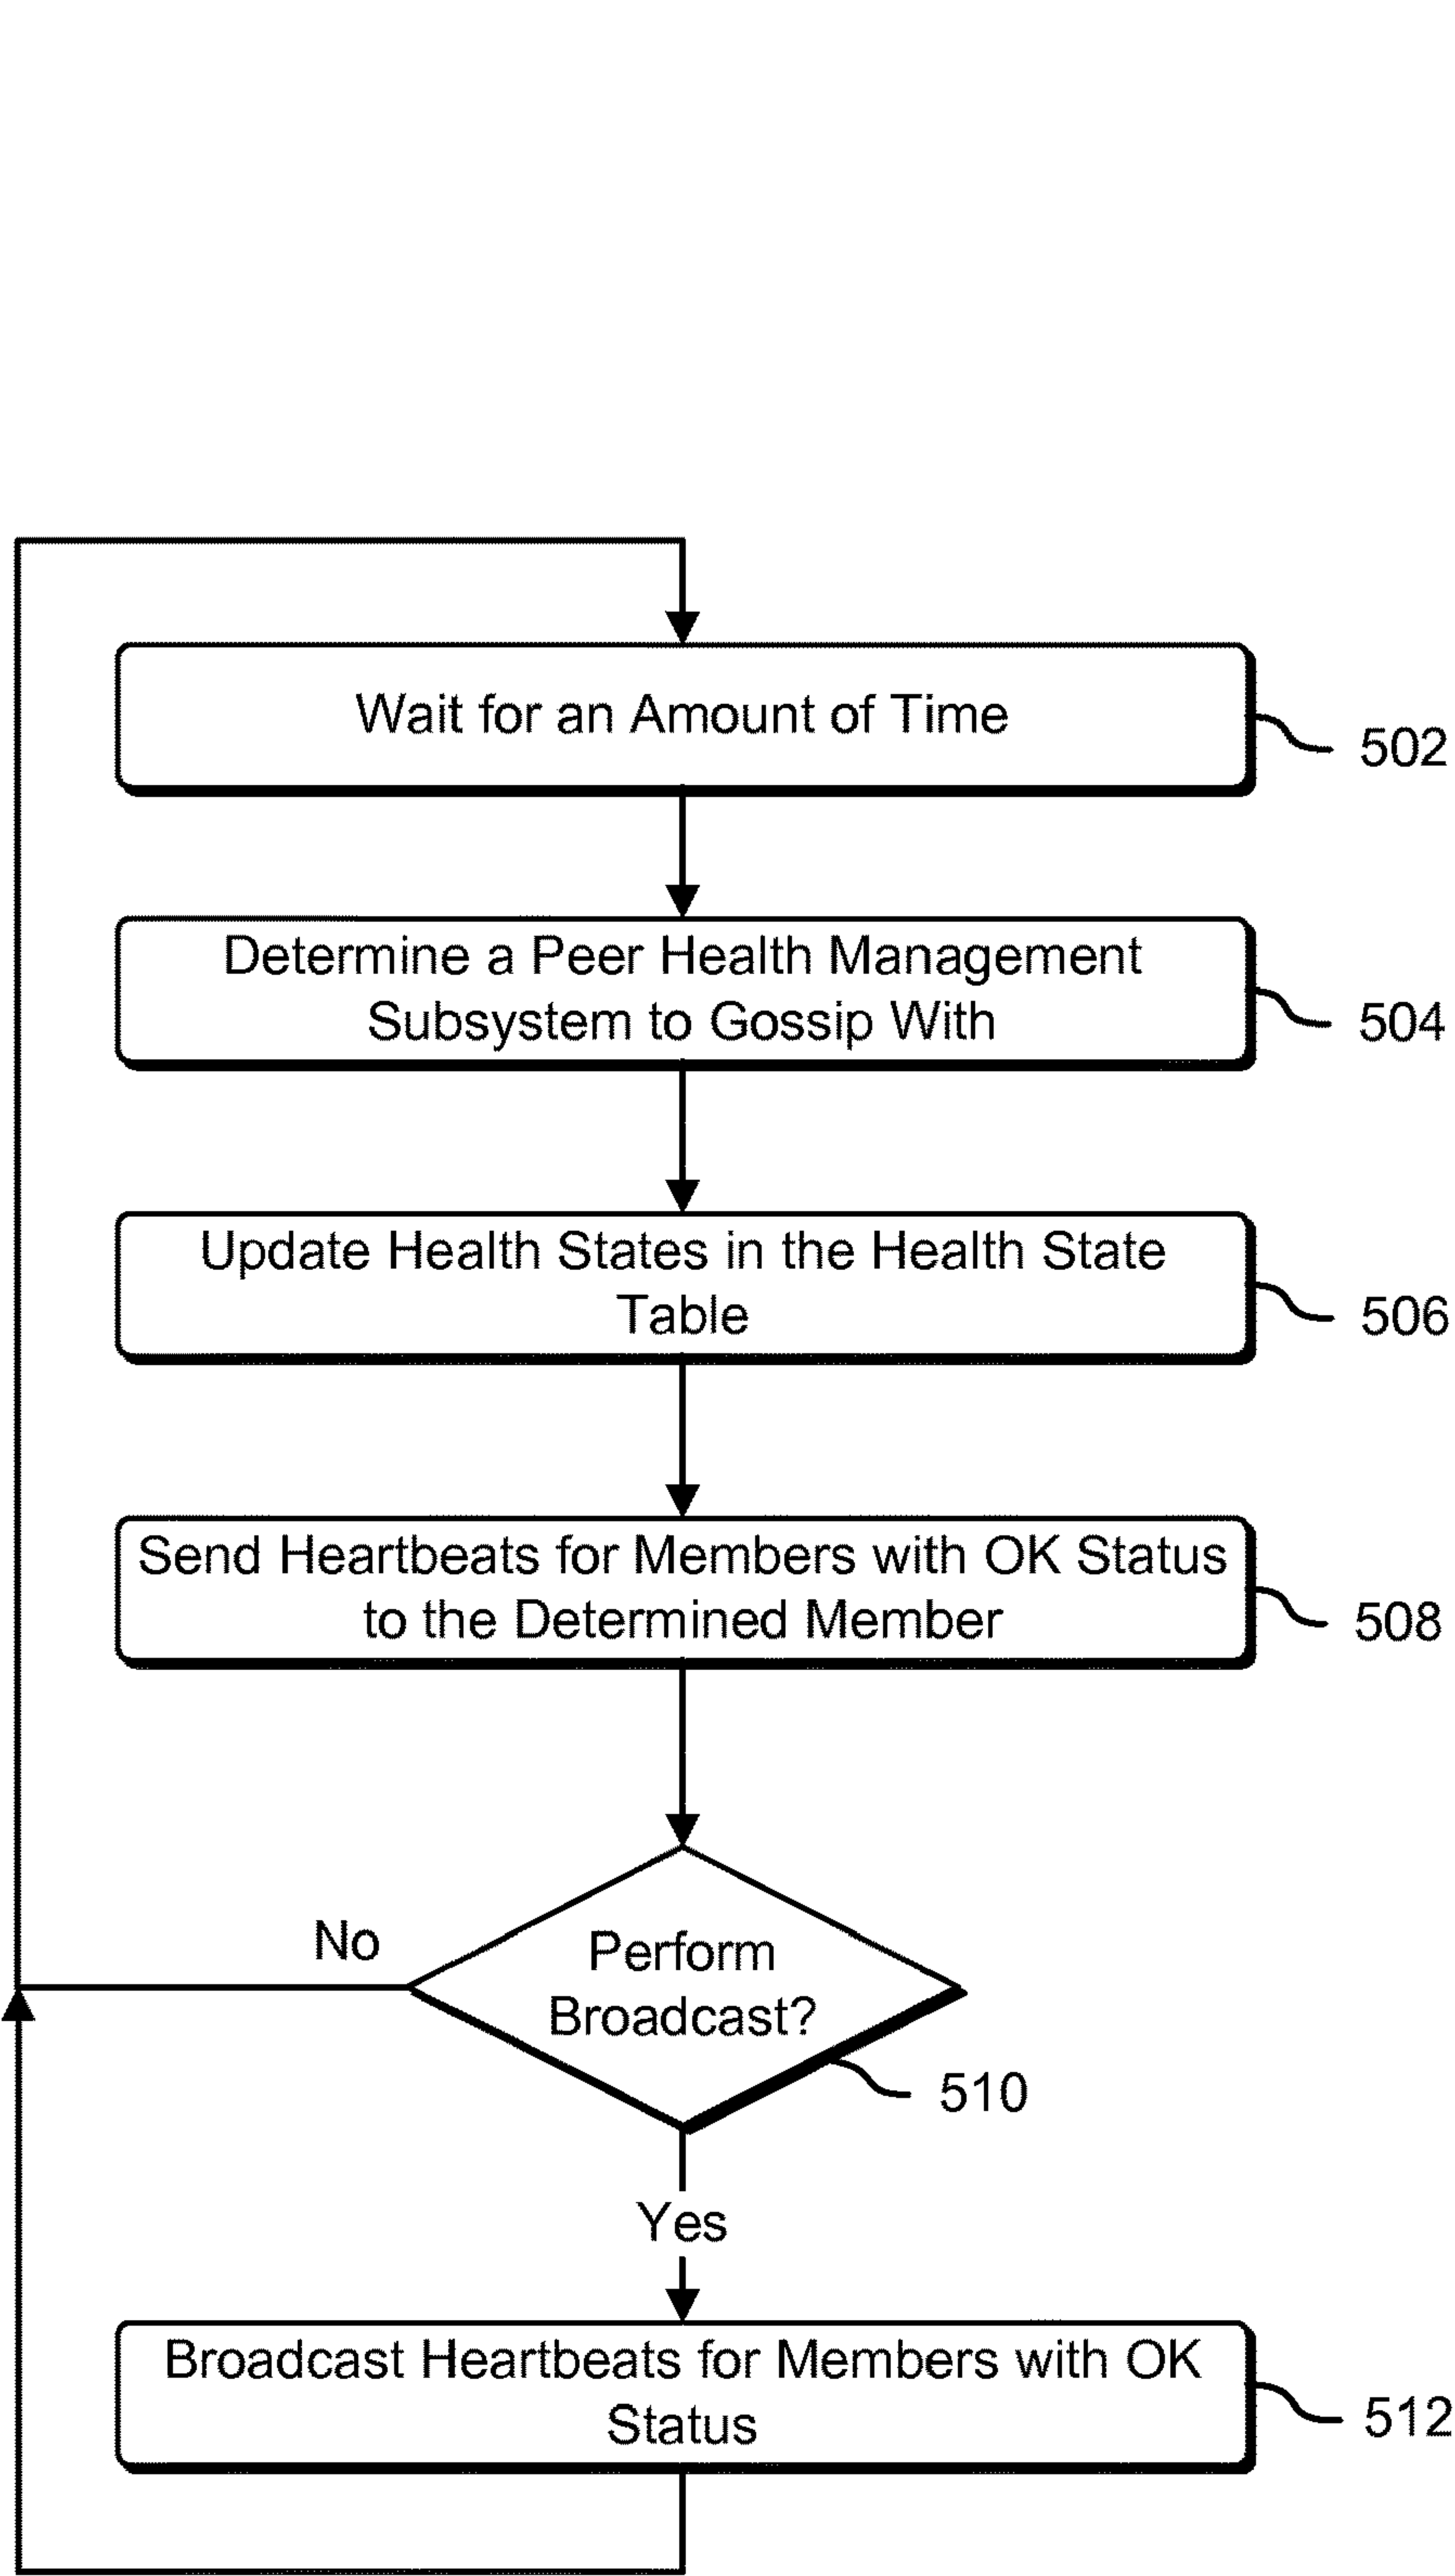 Wait for an Amount of Time
502
Determine a Peer Health Management
Subsystem to Gossip With
504
Update Health States in the Health State
Table
506
Send Heartbeats for Members with OK Status
to the Determined Member
508
No
Perform
Broadcast?
510
Yes
Broadcast Heartbeats for Members with OK
Status
512